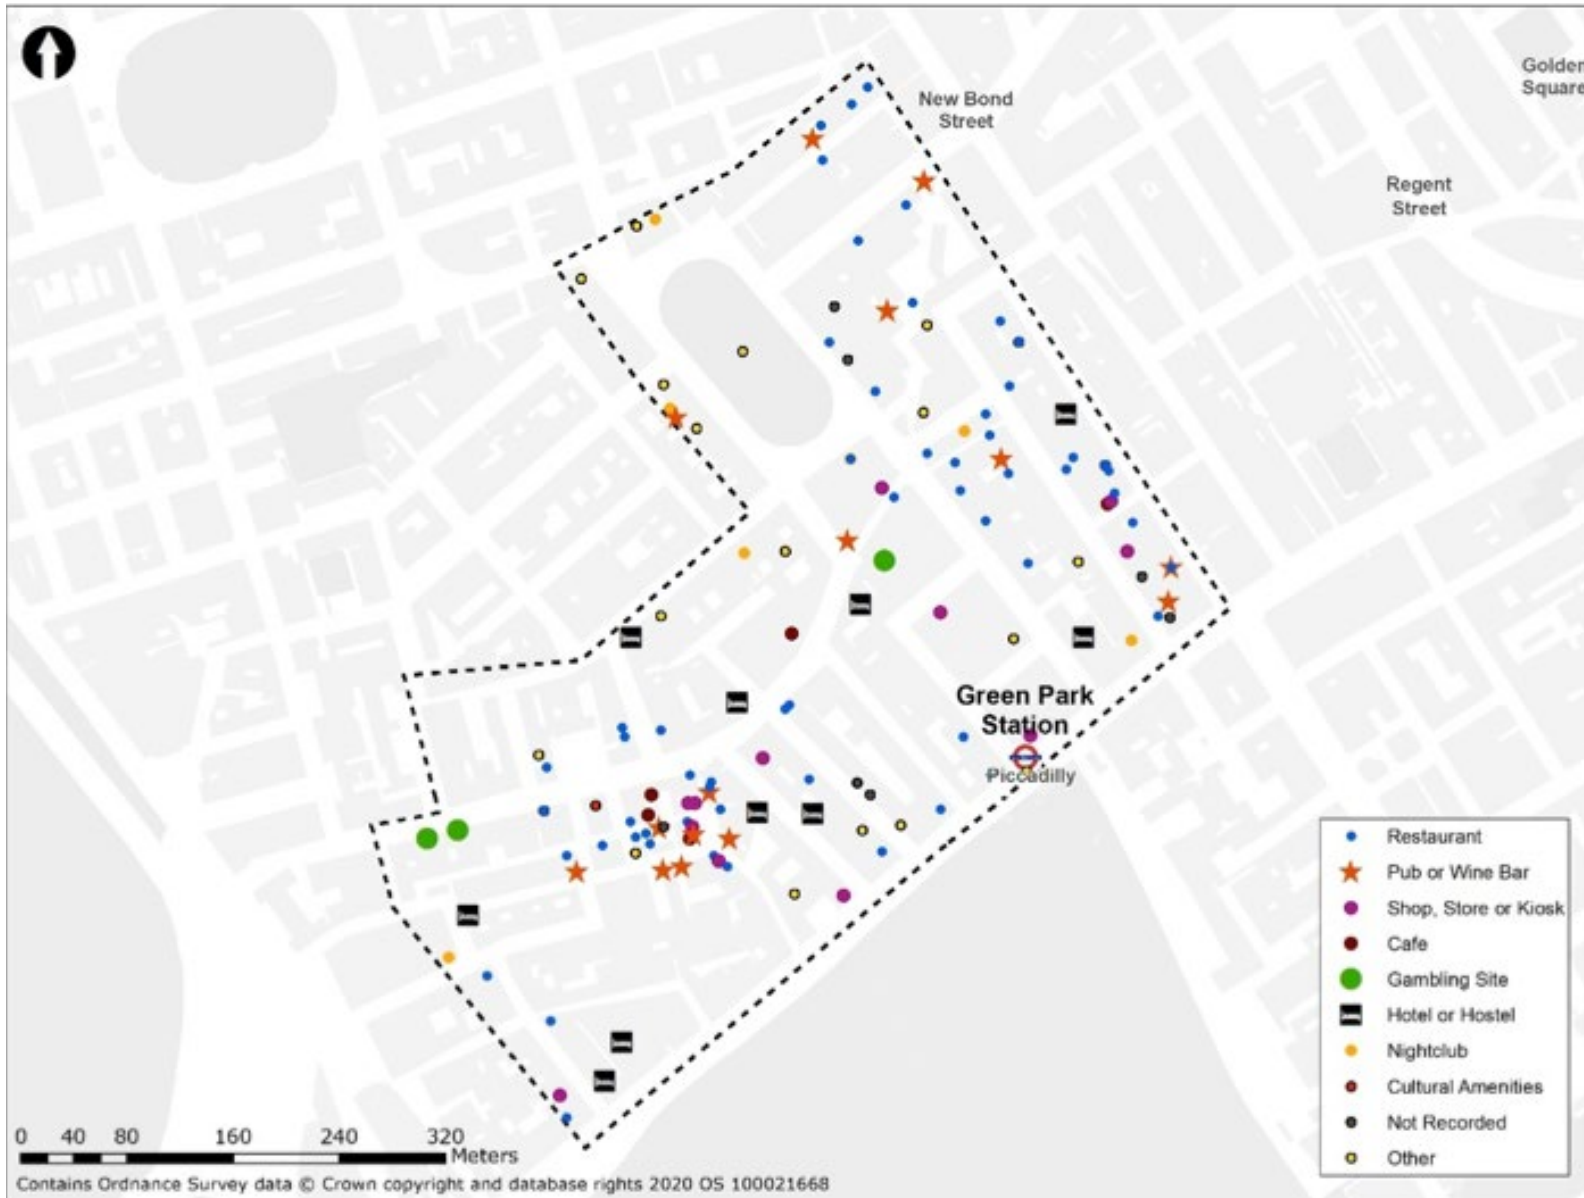 Golden
Square
New Bond
Street
Regent
Street
Green Park
Station
Piccadilly
Restaurant
Pub or Wine Bar
Shop, Store or Kiosk
Cafe
Gambling Site
Hotel or Hostel
Nightclub
Cultural Amenities
Not Recorded
Other
0 40 80 160 240 320
Meters
Contains Ordnance Survey data © Crown copyright and database rights 2020 OS 100021668